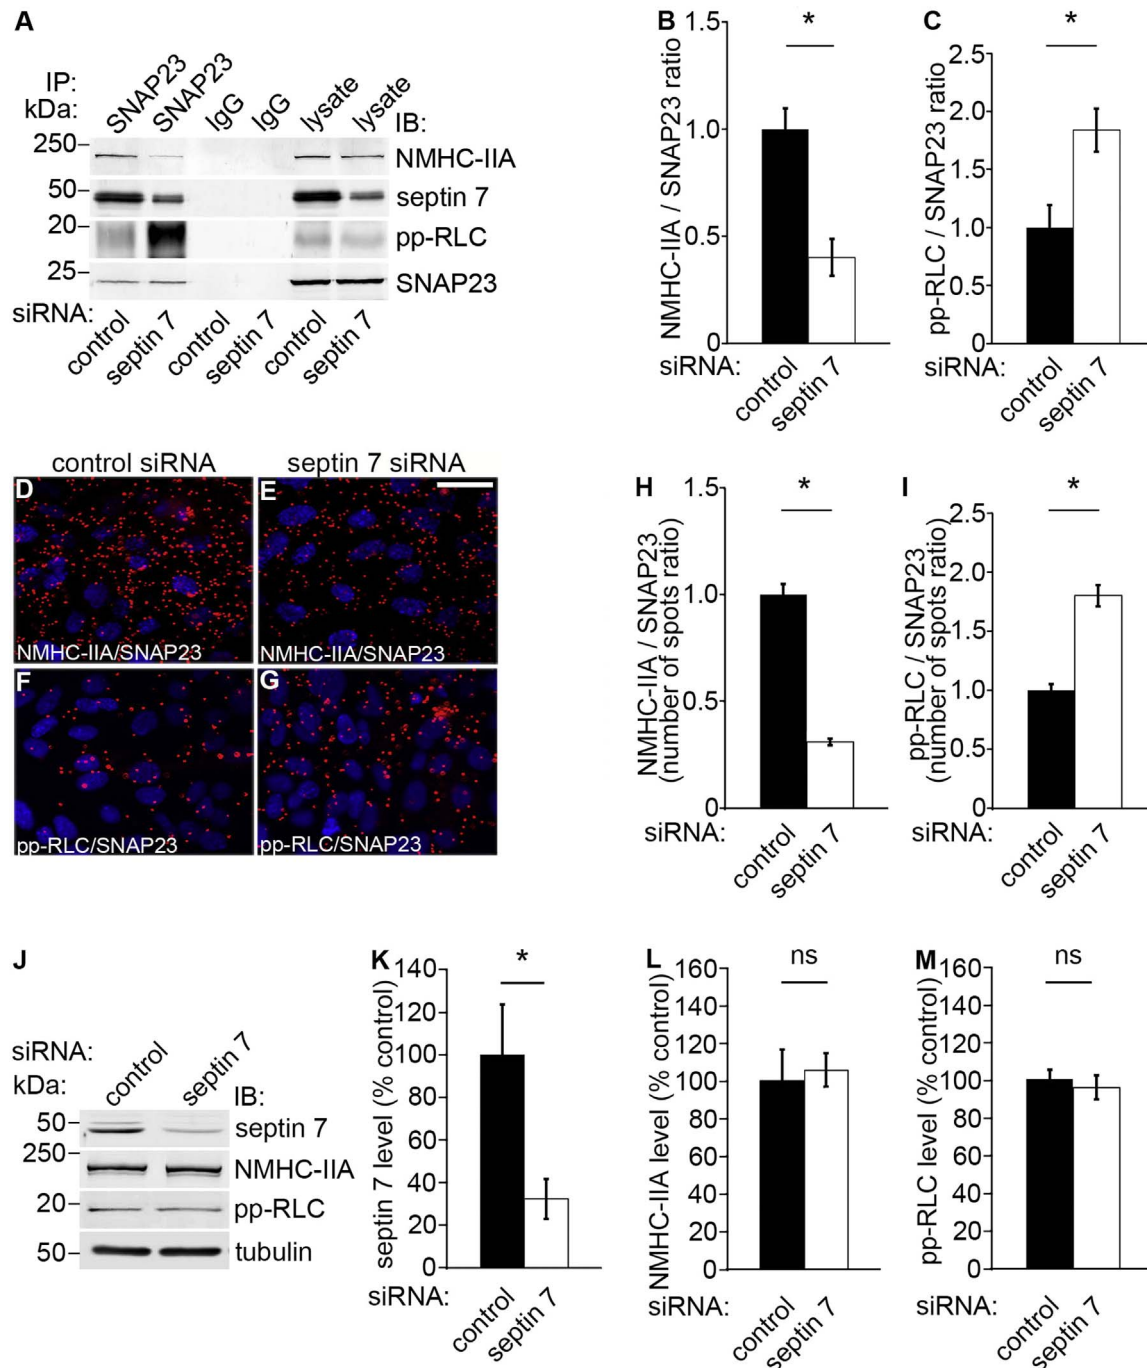 A
IP:
SNAP23
SNAP23
IgG
IgG
lysate
lysate
kDa:
IB:
250
NMHC-IIA
50
septin 7
20
pp-RLC
25
SNAP23
siRNA:
control
septin 7
control
septin 7
control
septin 7
B
NMHC-IIA / SNAP23 ratio
1.5
1.0
0.5
0
*
siRNA:
control
septin 7
C
pp-RLC / SNAP23 ratio
2.5
2.0
1.5
1.0
0.5
0
*
siRNA:
control
septin 7
control siRNA
septin 7 siRNA
D
NMHC-IIA/SNAP23
E
NMHC-IIA/SNAP23
F
pp-RLC/SNAP23
G
pp-RLC/SNAP23
H
NMHC-IIA / SNAP23
(number of spots ratio)
1.5
1.0
0.5
0
*
siRNA:
control
septin 7
I
pp-RLC / SNAP23
(number of spots ratio)
2.5
2.0
1.5
1.0
0.5
0
*
siRNA:
control
septin 7
J
siRNA:
control
septin 7
kDa:
IB:
50
septin 7
250
NMHC-IIA
20
pp-RLC
50
tubulin
K
septin 7 level (% control)
140
120
100
80
60
40
20
0
*
siRNA:
control
septin 7
L
NMHC-IIA level (% control)
160
140
120
100
80
60
40
20
0
ns
siRNA:
control
septin 7
M
pp-RLC level (% control)
160
140
120
100
80
60
40
20
0
ns
siRNA:
control
septin 7